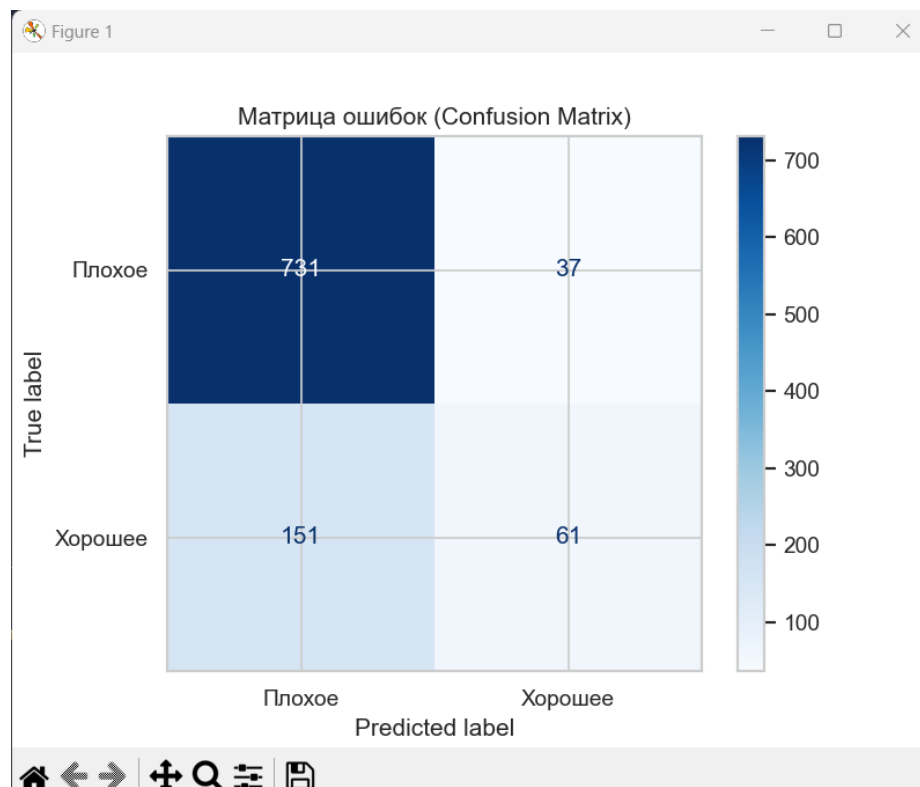 Figure 1
Матрица ошибок (Confusion Matrix)
Плохое
731
37
Хорошее
151
61
True label
Плохое
Хорошее
Predicted label
700
600
500
400
300
200
100